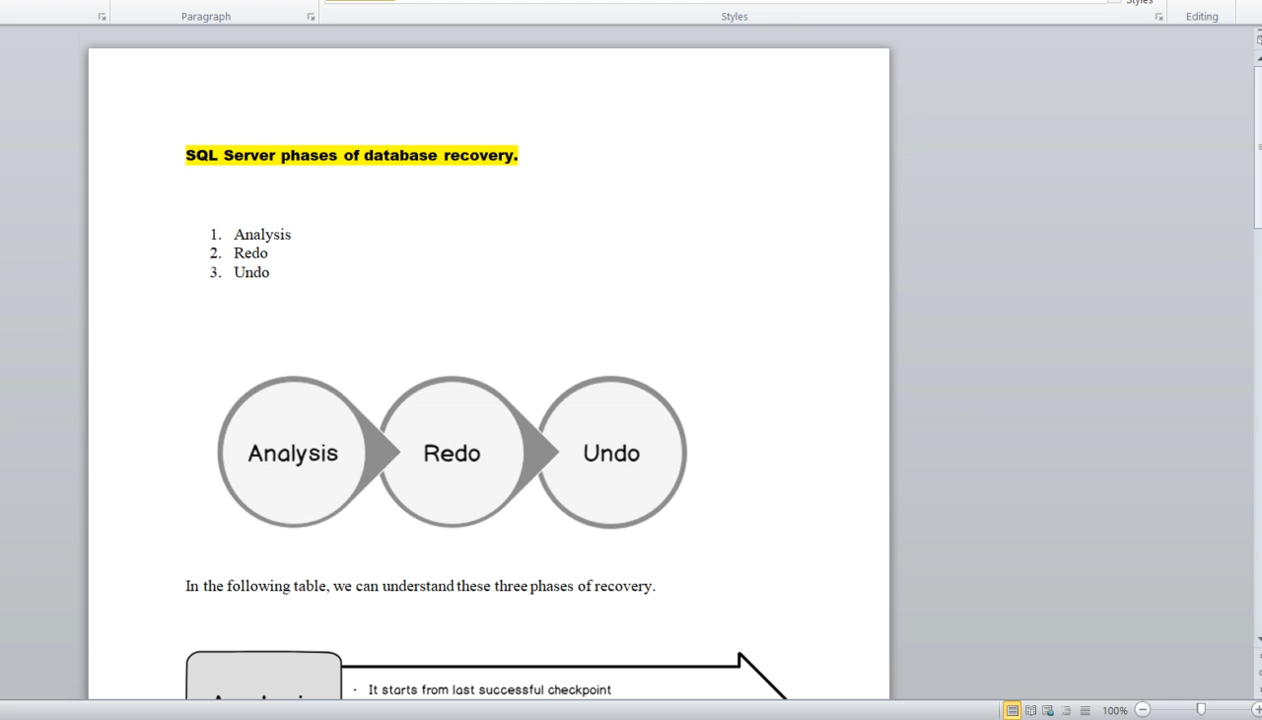 Styles
Paragraph
Styles
Editing
SQL Server phases of database recovery.
1. Analysis
2. Redo
3. Undo
Analysis
Redo
Undo
In the following table, we can understand these three phases of recovery.
· It starts from last successful checkpoint
100%